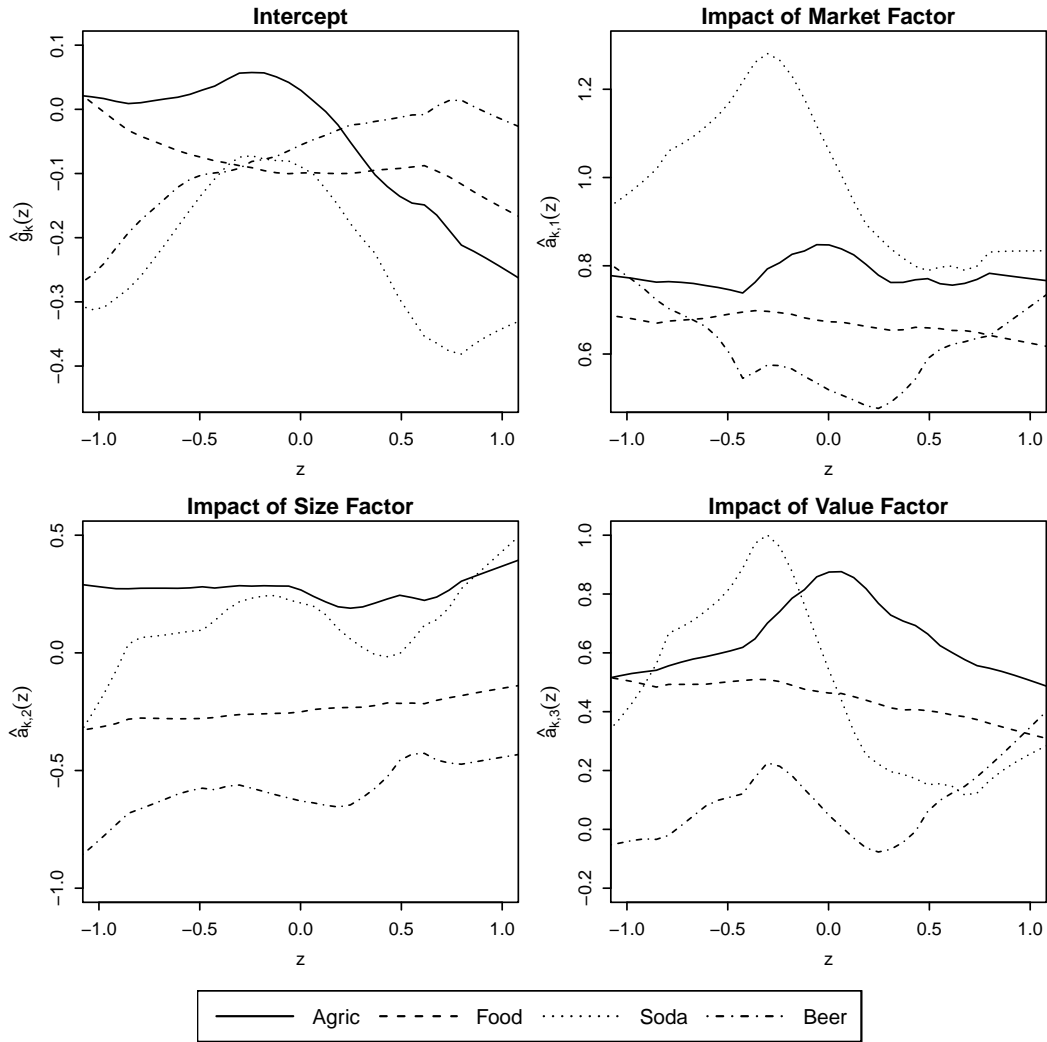 Intercept
0.1
0.0
−0.1
−0.2
−0.3
−0.4
ĝk(z)
−1.0 −0.5 0.0 0.5 1.0
z
Impact of Market Factor
1.2
1.0
0.8
0.6
âk,1(z)
−1.0 −0.5 0.0 0.5 1.0
z
Impact of Size Factor
0.5
0.0
−0.5
−1.0
âk,2(z)
−1.0 −0.5 0.0 0.5 1.0
z
Impact of Value Factor
1.0
0.8
0.6
0.4
0.2
0.0
−0.2
âk,3(z)
−1.0 −0.5 0.0 0.5 1.0
z
Agric Food Soda Beer